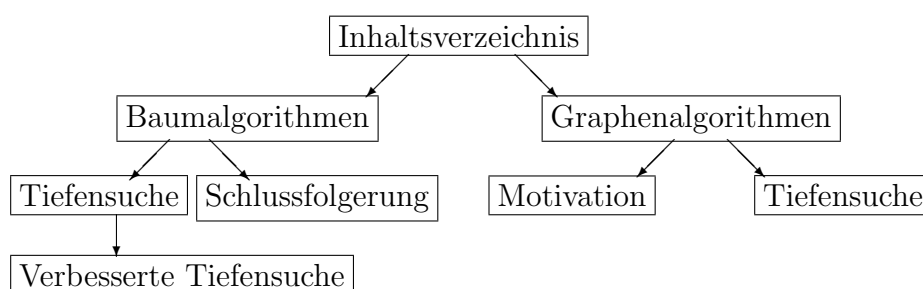 Inhaltsverzeichnis
Baumalgorithmen Graphenalgorithmen
Tiefensuche Schlussfolgerung Motivation Tiefensuche
Verbesserte Tiefensuche